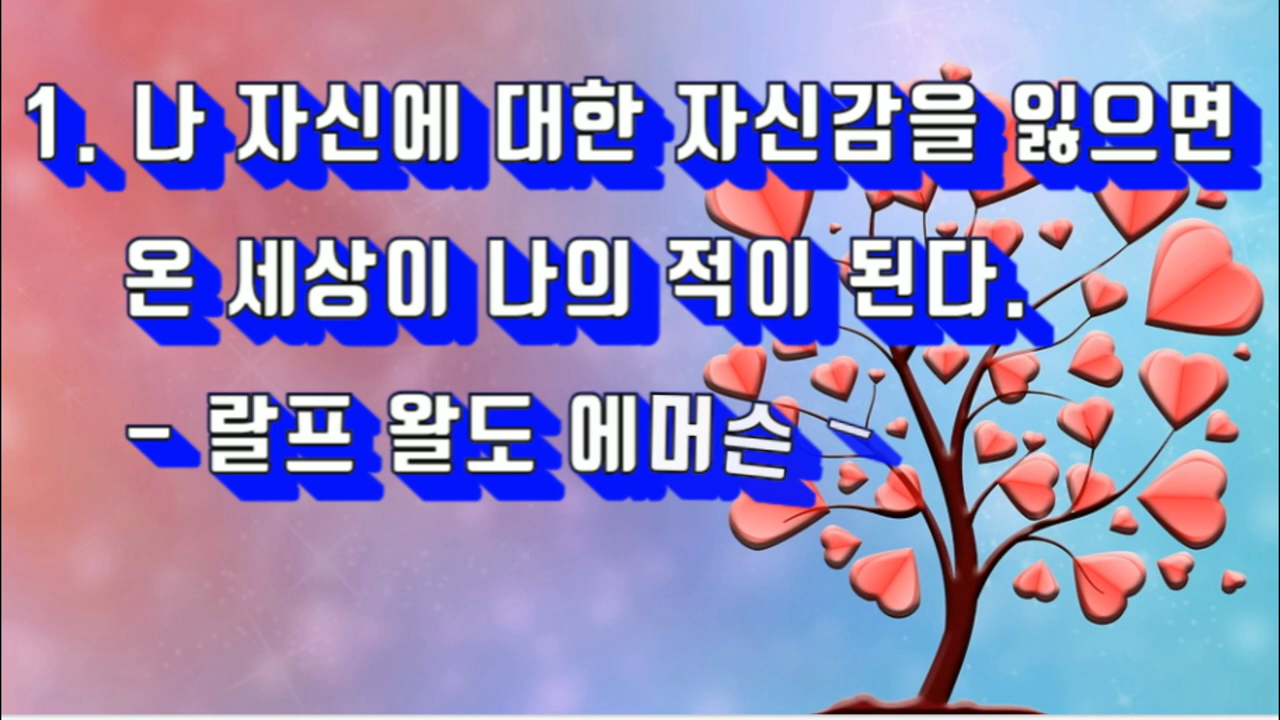 1. 나 자신에 대한 자신감을 잃으면
온 세상이 나의 적이 된다.
- 랄프 왈도 에머슨 -